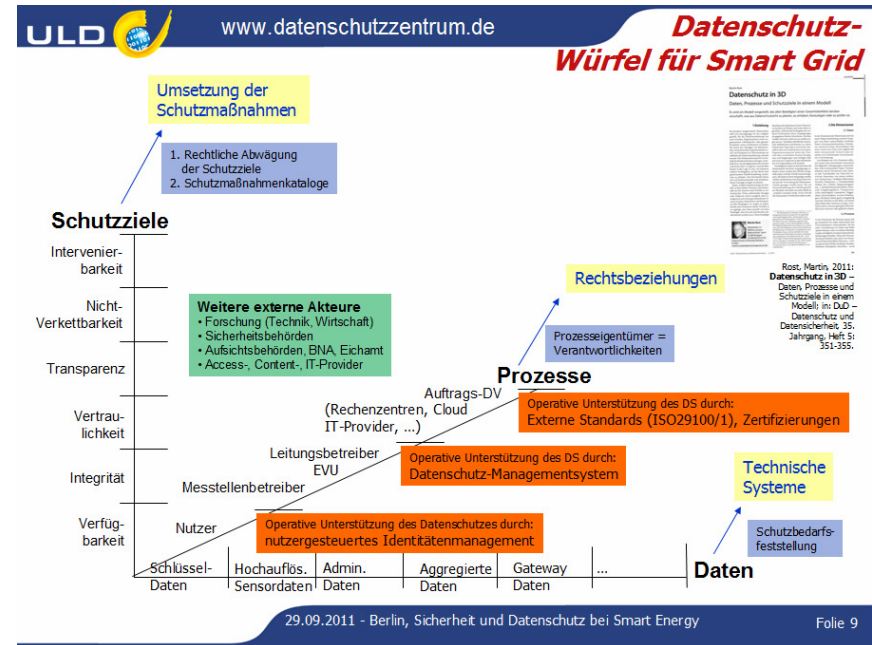 ULD
www.datenschutzzentrum.de
Datenschutz-
Würfel für Smart Grid
Umsetzung der
Schutzmaßnahmen
1. Rechtliche Abwägung
der Schutzziele
2. Schutzmaßnahmenkataloge
Datenschutz in 3D
Daten, Prozesse und Schutzziele in einem Modell
Schutzziele
Intervenier-
barkeit
Nicht-
Verkettbarkeit
Transparenz
Vertrau-
lichkeit
Integrität
Verfüg-
barkeit
Weitere externe Akteure
• Forschung (Technik, Wirtschaft)
• Sicherheitsbehörden
• Aufsichtsbehörden, BNA, Eichamt
• Access-, Content-, IT-Provider
Rechtsbeziehungen
Prozesseigentümer =
Verantwortlichkeiten
Rost, Martin, 2011:
Datenschutz in 3D –
Daten, Prozesse und
Schutzziele in einem
Modell; in: DuD –
Datenschutz und
Datensicherheit, 35.
Jahrgang, Heft 5:
351-355.
Prozesse
Auftrags-DV
(Rechenzentren, Cloud
IT-Provider, ...)
Leitungsbetreiber
EVU
Messtellenbetreiber
Nutzer
Operative Unterstützung des DS durch:
Externe Standards (ISO29100/1), Zertifizierungen
Operative Unterstützung des DS durch:
Datenschutz-Managementsystem
Operative Unterstützung des Datenschutzes durch:
nutzergesteuertes Identitätenmanagement
Technische
Systeme
Schutzbedarfs-
feststellung
Daten
Schlüssel-
Daten
Hochauflös.
Sensordaten
Admin.
Daten
Aggregierte
Daten
Gateway
Daten
...
29.09.2011 - Berlin, Sicherheit und Datenschutz bei Smart Energy
Folie 9